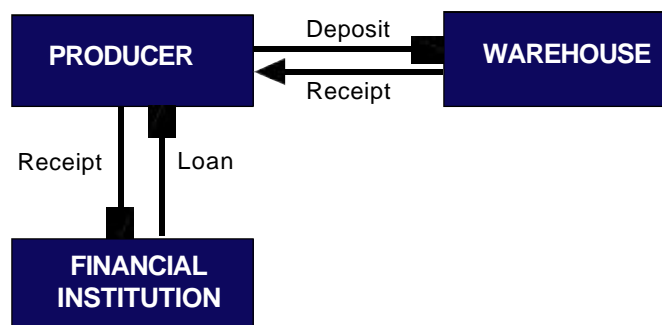 Deposit
PRODUCER
WAREHOUSE
Receipt
Receipt
Loan
FINANCIAL
INSTITUTION